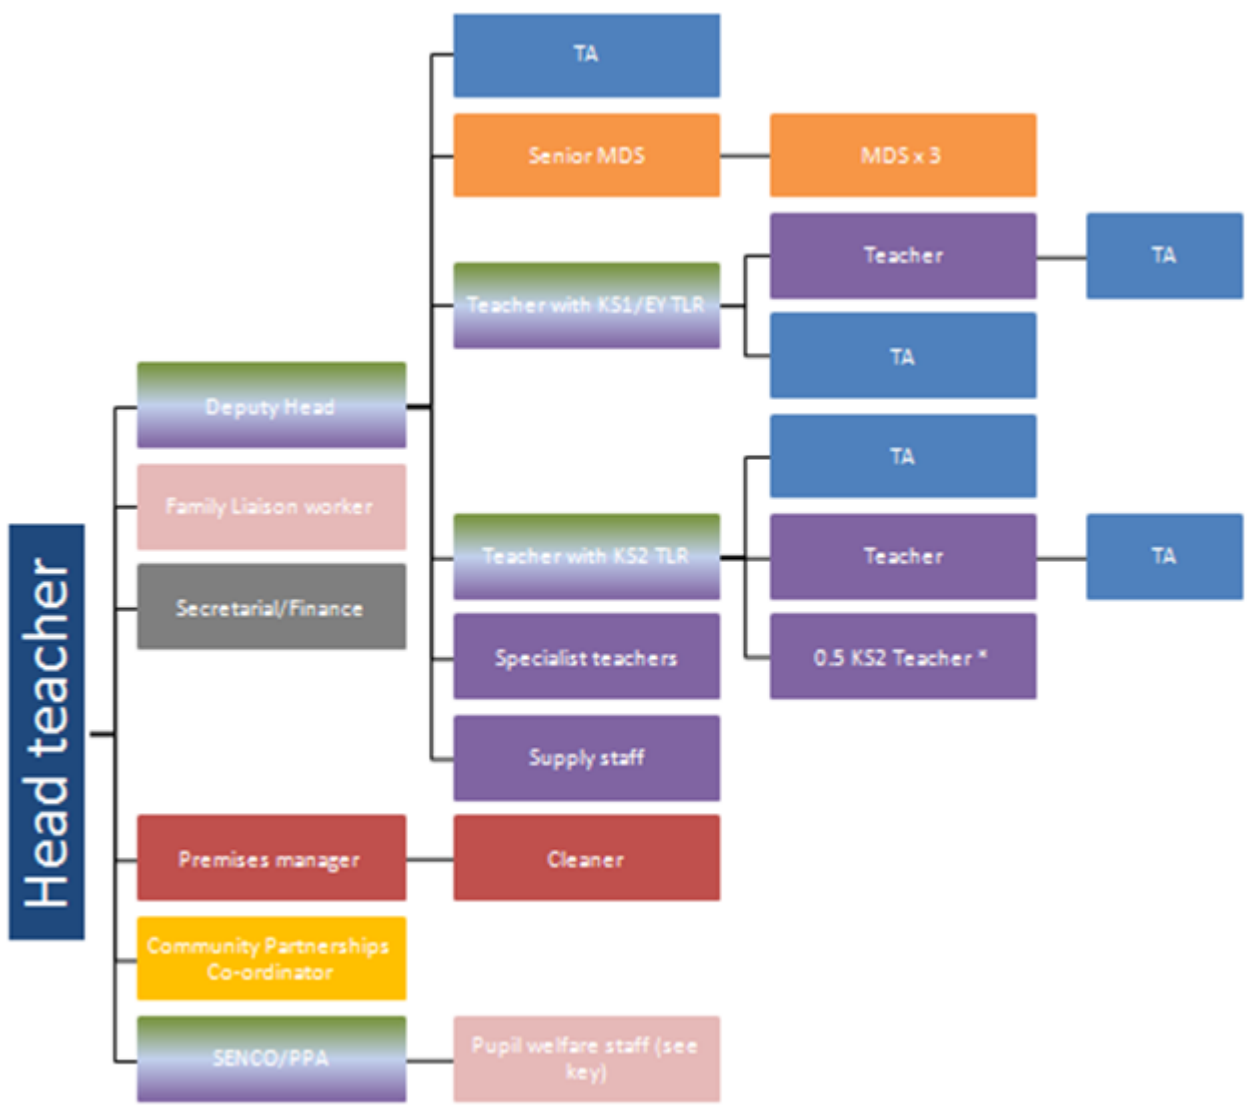 Head teacher
Deputy Head
Family Liaison worker
Secretarial/Finance
Premises manager
Community Partnerships
Co-ordinator
SENCO/PPA
TA
Senior MDS
Teacher with KS1/EY TLR
Teacher with KS2 TLR
Specialist teachers
Supply staff
Cleaner
Pupil welfare staff (see
key)
MDS x 3
Teacher
TA
TA
Teacher
0.5 KS2 Teacher *
TA
TA